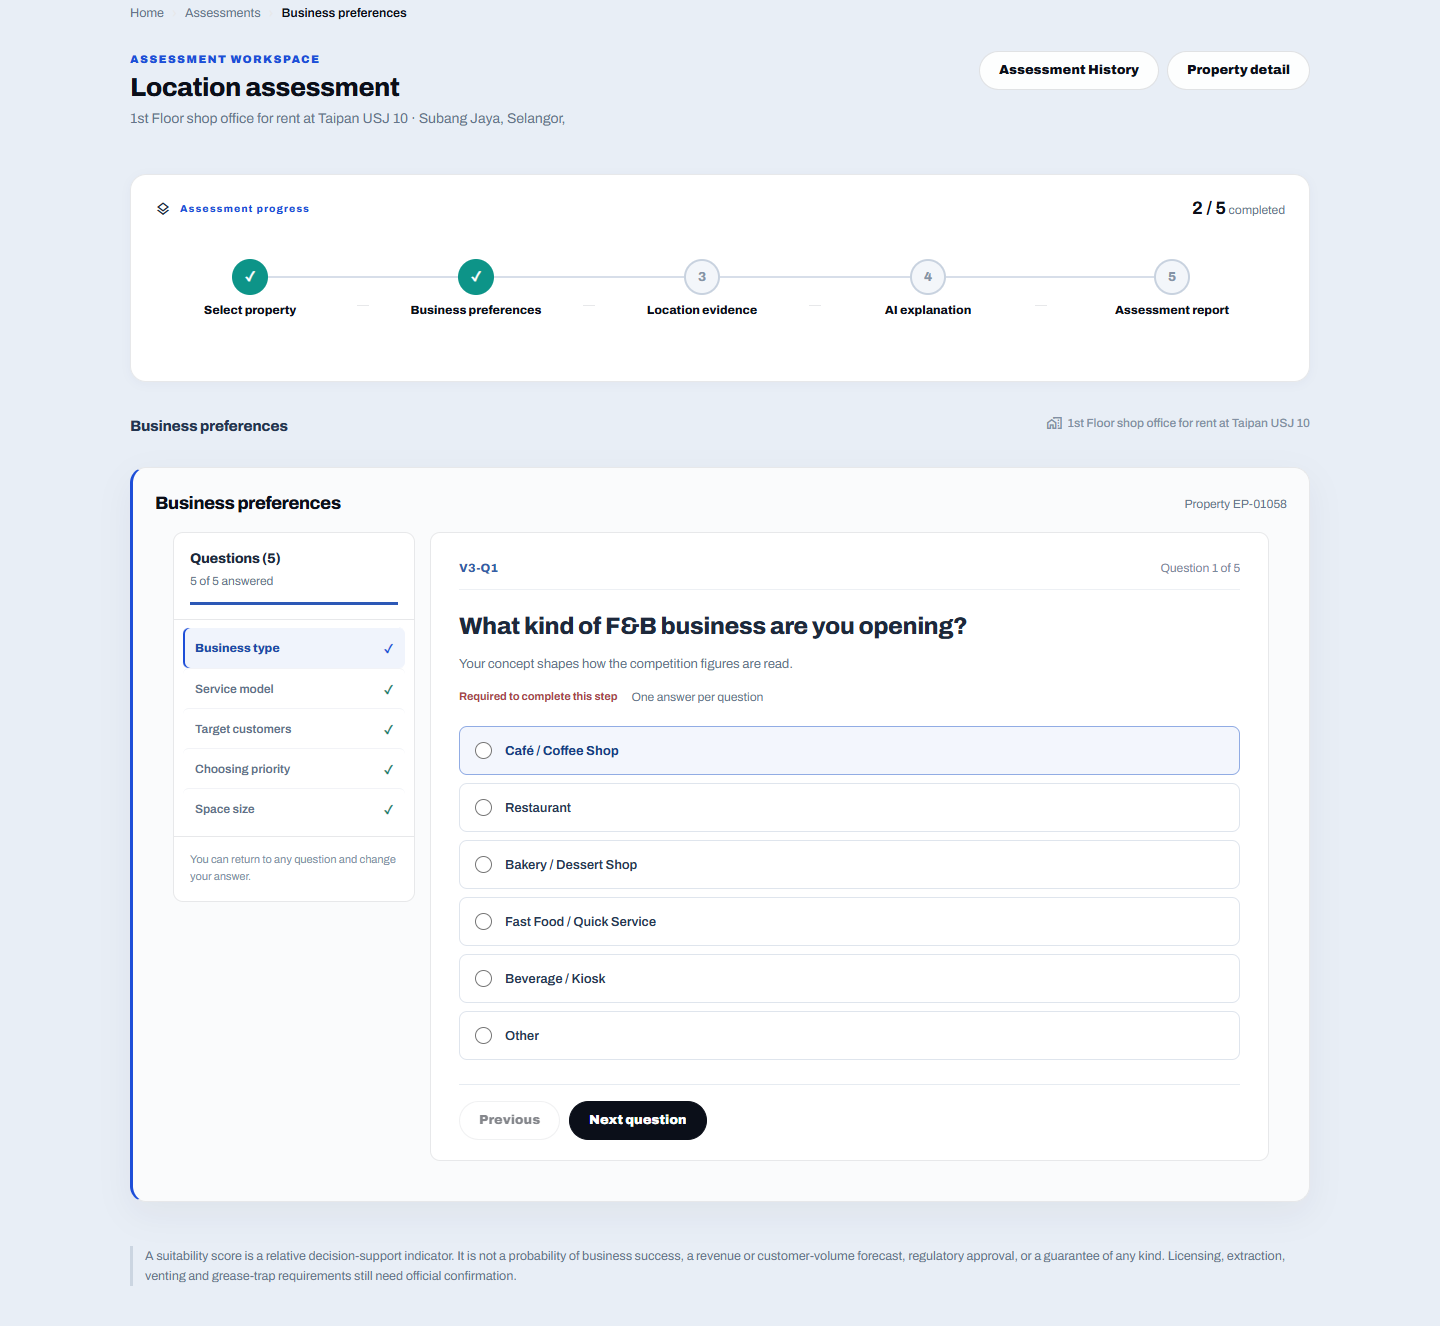 Home
Assessments
Business preferences
ASSESSMENT WORKSPACE
Location assessment
1st Floor shop office for rent at Taipan USJ 10 · Subang Jaya, Selangor,
Assessment History
Property detail
Assessment progress
2 / 5 completed
3
4
5
Select property
Business preferences
Location evidence
AI explanation
Assessment report
Business preferences
1st Floor shop office for rent at Taipan USJ 10
Business preferences
Property EP-01058
Questions (5)
5 of 5 answered
Business type
Service model
Target customers
Choosing priority
Space size
You can return to any question and change
your answer.
V3-Q1
Question 1 of 5
What kind of F&B business are you opening?
Your concept shapes how the competition figures are read.
Required to complete this step
One answer per question
Café / Coffee Shop
Restaurant
Bakery / Dessert Shop
Fast Food / Quick Service
Beverage / Kiosk
Other
Previous
Next question
A suitability score is a relative decision-support indicator. It is not a probability of business success, a revenue or customer-volume forecast, regulatory approval, or a guarantee of any kind. Licensing, extraction,
venting and grease-trap requirements still need official confirmation.